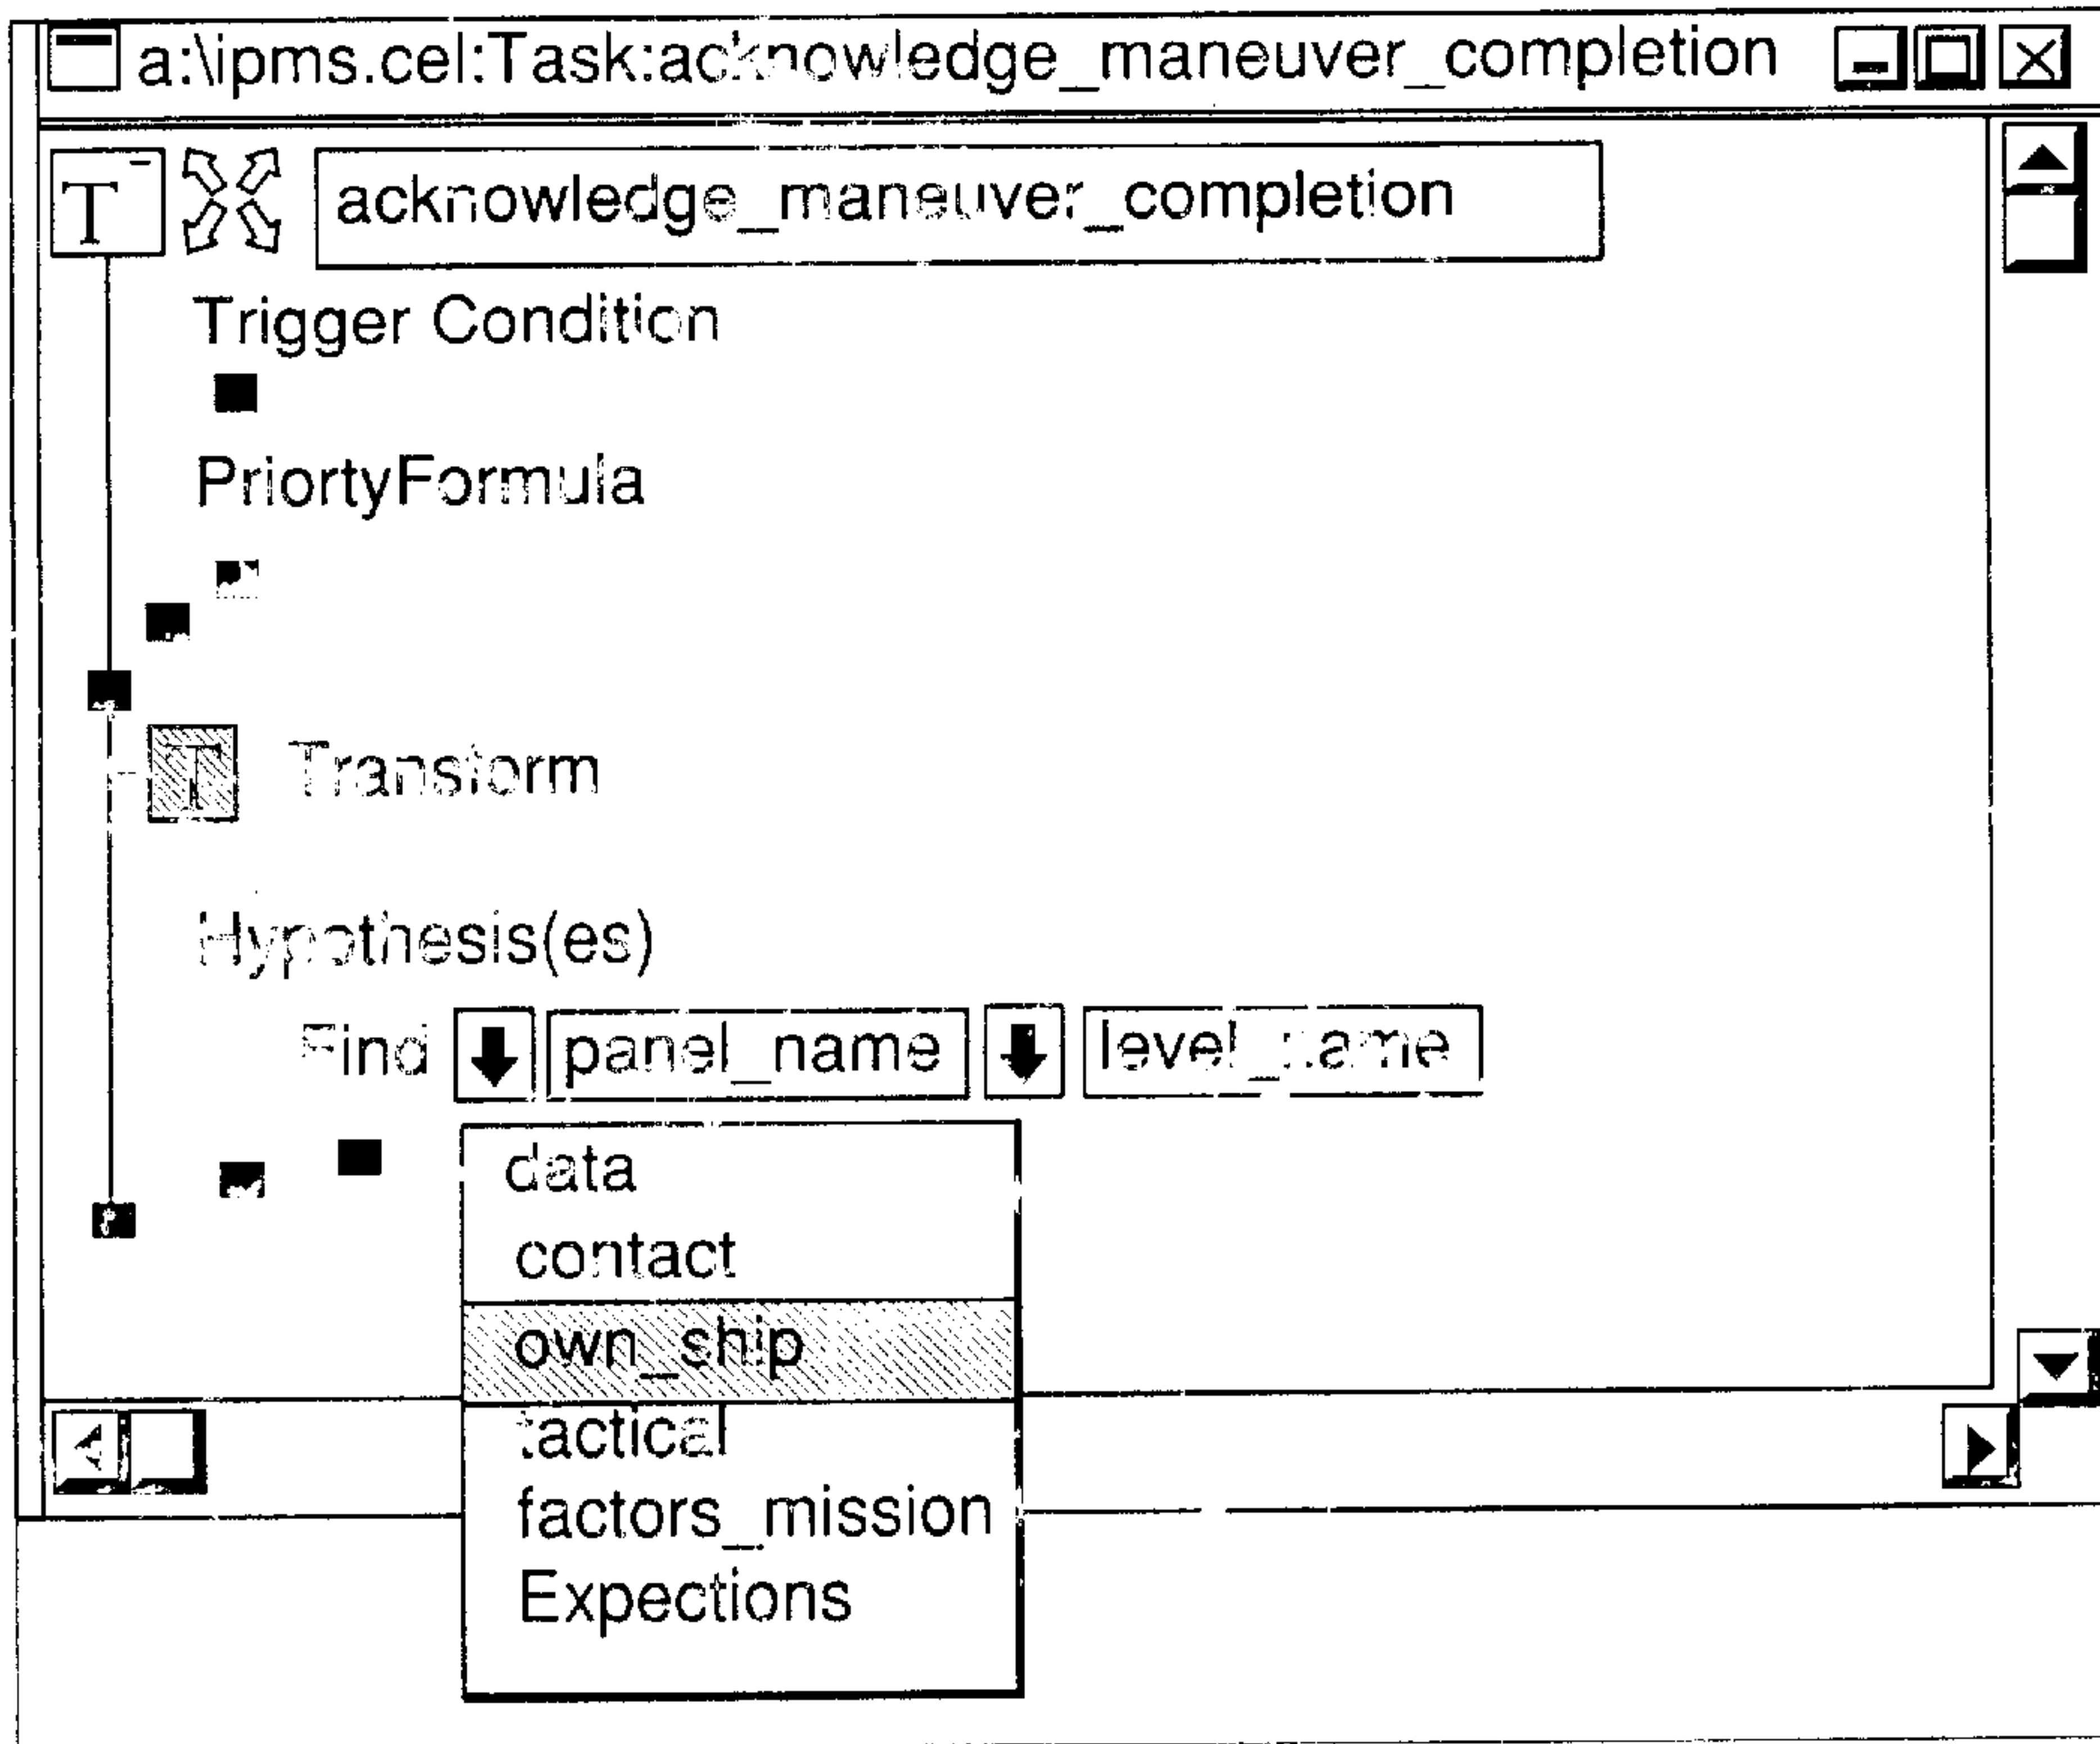 a:\ipms.cel:Task:acknowledge_maneuver_completion
T acknowledge_maneuver_completion
Trigger Condition
PriortyFormula
T Transform
Hypothesis(es)
Find panel_name level_name
data
contact
own_ship
tactical
factors_mission
Expections